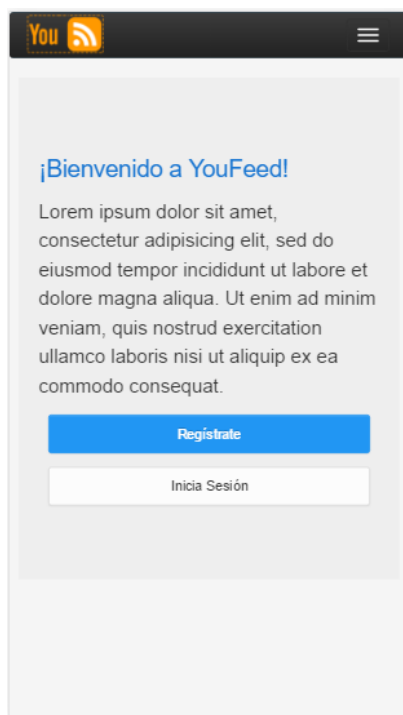 You
¡Bienvenido a YouFeed!
Lorem ipsum dolor sit amet,
consectetur adipisicing elit, sed do
eiusmod tempor incididunt ut labore et
dolore magna aliqua. Ut enim ad minim
veniam, quis nostrud exercitation
ullamco laboris nisi ut aliquip ex ea
commodo consequat.
Regístrate
Inicia Sesión